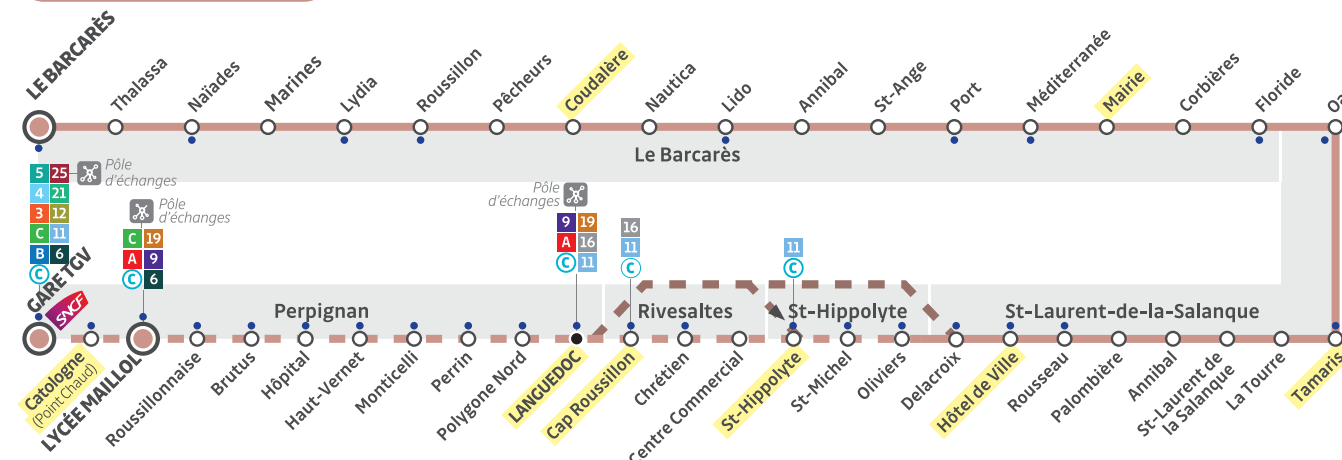 LE BARCARÈS
Thalassa
Naïades
Marines
Lydia
Roussillon
Pêcheurs
Coudalère
Nautica
Lido
Annibal
St-Ange
Port
Méditerranée
Mairie
Corbières
Floride
Le Barcarès
5 25
4 21
3 12
C 11
B 6
C
Pôle
d'échanges
Pôle
d'échanges
C 19
A 9
C 6
Pôle
d'échanges
9 19
A 16
C 11
16
11
C
11
C
GARE TGV
SNCF
Perpignan
Rivesaltes
St-Hippolyte
St-Laurent-de-la-Salanque
Catologne
(Point Chaud)
LYCÉE MAILLOL
Roussillonnaise
Brutus
Hôpital
Haut-Vernet
Monticelli
Perrin
Polygone Nord
LANGUEDOC
Cap Roussillon
Chrétien
Centre Commercial
St-Hippolyte
St-Michel
Oliviers
Delacroix
Hôtel de Ville
Rousseau
Palombière
Annibal
St-Laurent de
la Salanque
La Tourre
Tamaris